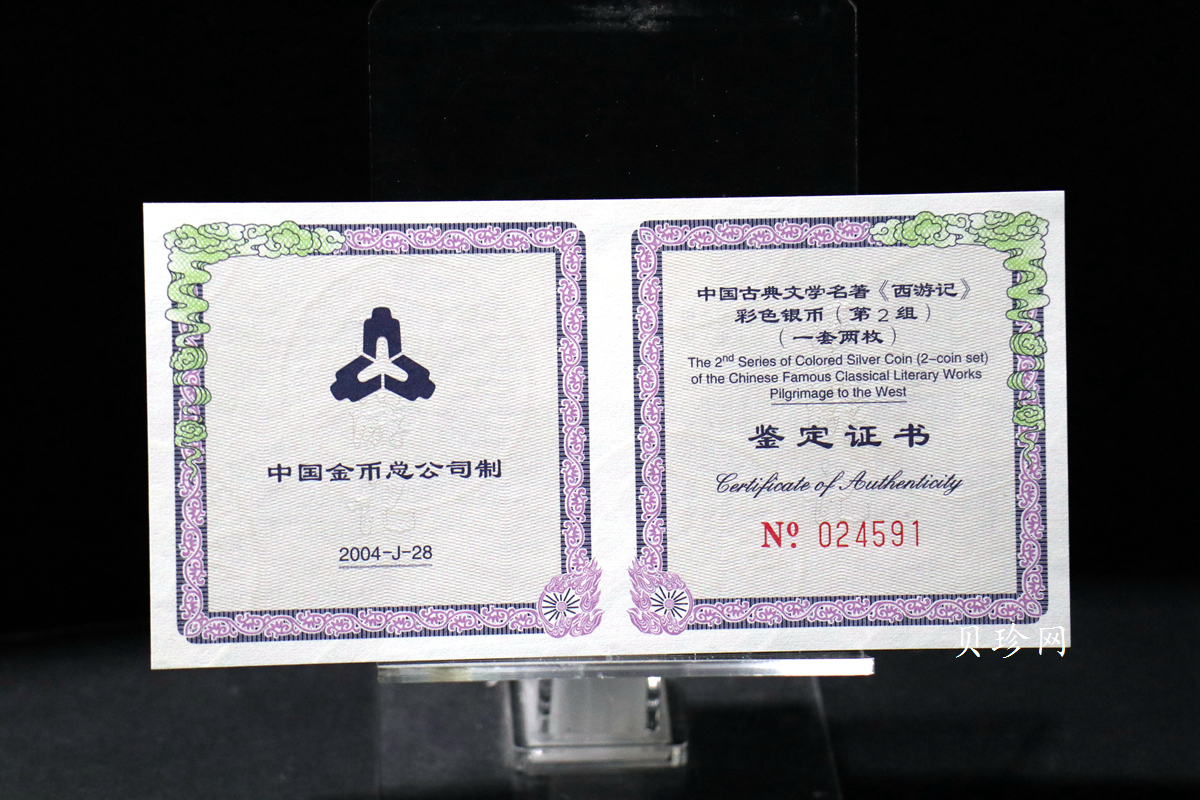 中国金币总公司制
2004-J-28
中国古典文学名著《西游记》
彩色银币（第2组）
（一套两枚）
The 2nd Series of Colored Silver Coin (2-coin set)
of the Chinese Famous Classical Literary Works
Pilgrimage to the West
鉴定证书
Certificate of Authenticity
Nº 024591
贝珍网